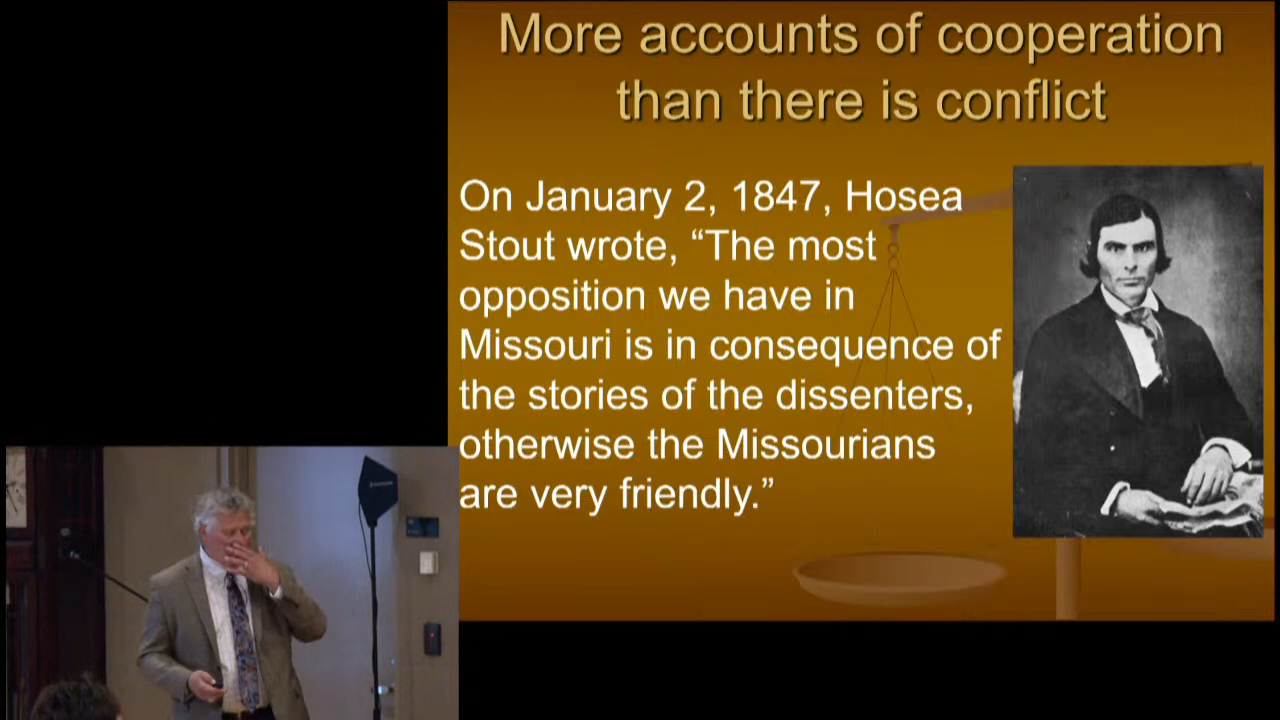 More accounts of cooperation
than there is conflict
On January 2, 1847, Hosea
Stout wrote, “The most
opposition we have in
Missouri is in consequence of
the stories of the dissenters,
otherwise the Missourians
are very friendly.”